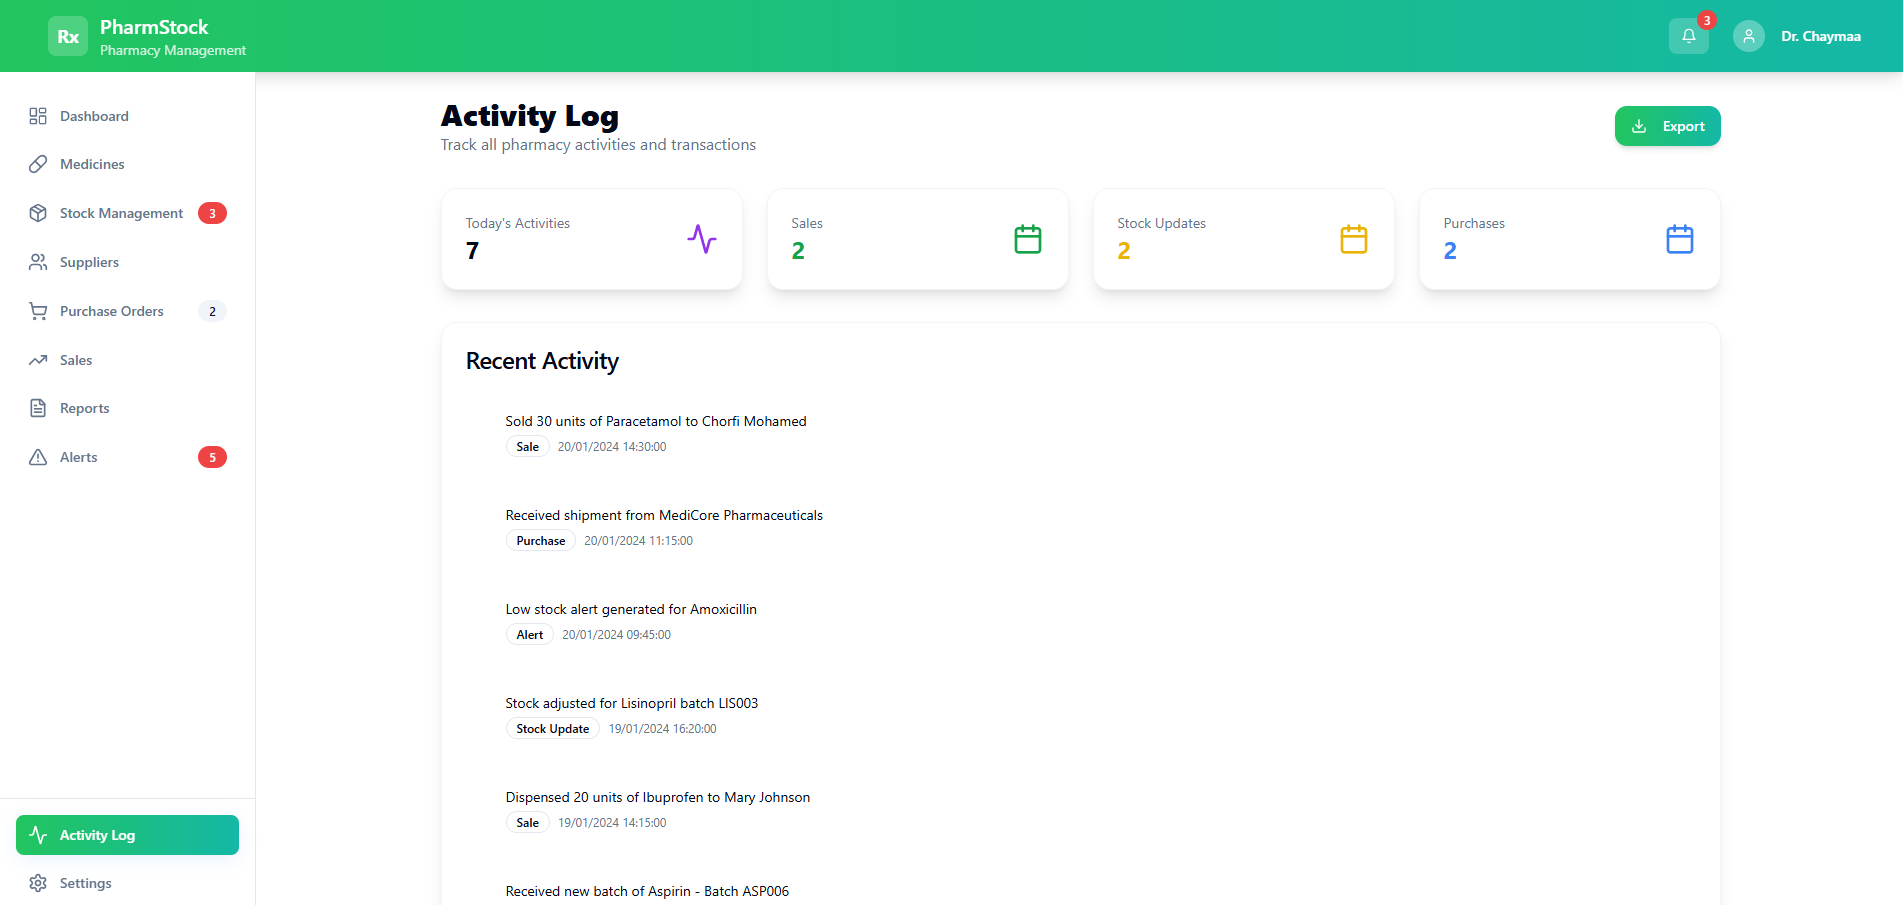 Rx
PharmStock
Pharmacy Management
3
Dr. Chaymaa
Dashboard
Medicines
Stock Management 3
Suppliers
Purchase Orders 2
Sales
Reports
Alerts 5
Activity Log
Settings
Activity Log
Track all pharmacy activities and transactions
Export
Today's Activities
7
Sales
2
Stock Updates
2
Purchases
2
Recent Activity
Sold 30 units of Paracetamol to Chorfi Mohamed
Sale 20/01/2024 14:30:00
Received shipment from MediCore Pharmaceuticals
Purchase 20/01/2024 11:15:00
Low stock alert generated for Amoxicillin
Alert 20/01/2024 09:45:00
Stock adjusted for Lisinopril batch LIS003
Stock Update 19/01/2024 16:20:00
Dispensed 20 units of Ibuprofen to Mary Johnson
Sale 19/01/2024 14:15:00
Received new batch of Aspirin - Batch ASP006